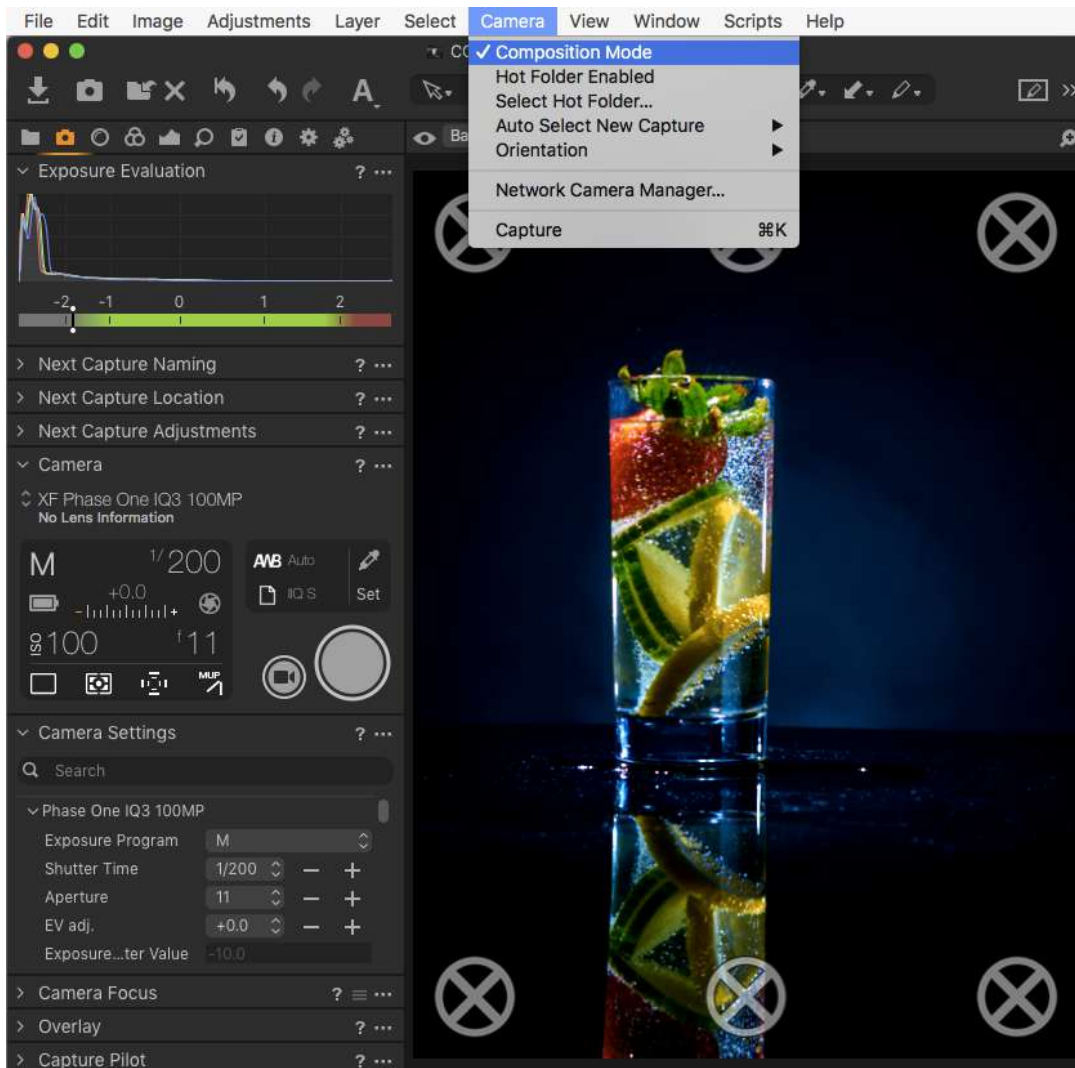 File Edit Image Adjustments Layer Select Camera View Window Scripts Help
CO
✓ Composition Mode
Hot Folder Enabled
Select Hot Folder...
Auto Select New Capture
Orientation
Network Camera Manager...
Capture ⌘K
A
Ba
Exposure Evaluation ? ...
-2 -1 0 1 2
Next Capture Naming ? ...
Next Capture Location ? ...
Next Capture Adjustments ? ...
Camera ? ...
XF Phase One IQ3 100MP
No Lens Information
M 1/200 AWB Auto
+0.0 IIQ S Set
ISO 100 f11
MUP
Camera Settings ? ...
Search
Phase One IQ3 100MP
Exposure Program M
Shutter Time 1/200 − +
Aperture 11 − +
EV adj. +0.0 − +
Exposure...ter Value -10.0
Camera Focus ? ...
Overlay ? ...
Capture Pilot ? ...